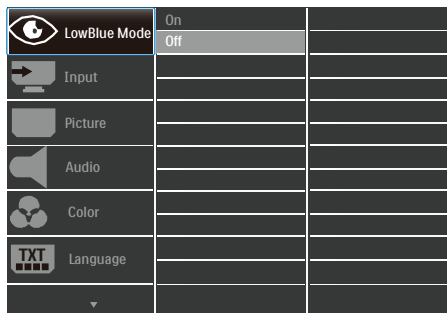 LowBlue Mode
On
Off
Input
Picture
Audio
Color
TXT
Language